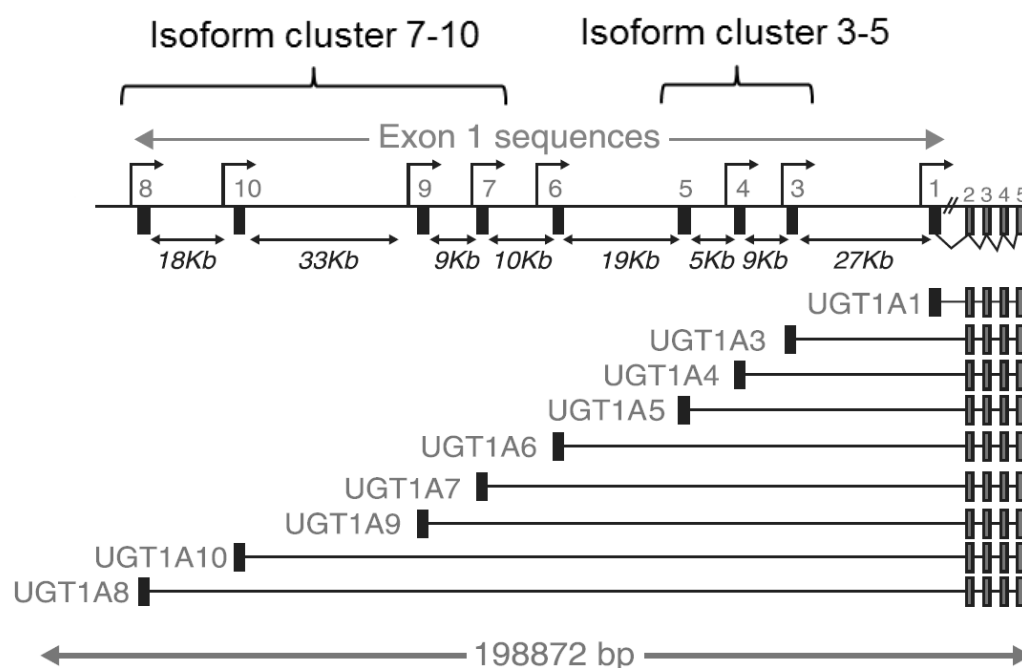 Isoform cluster 7-10
Isoform cluster 3-5
Exon 1 sequences
8 10 9 7 6 5 4 3 1 2 3 4 5
18Kb 33Kb 9Kb 10Kb 19Kb 5Kb 9Kb 27Kb
UGT1A1
UGT1A3
UGT1A4
UGT1A5
UGT1A6
UGT1A7
UGT1A9
UGT1A10
UGT1A8
198872 bp